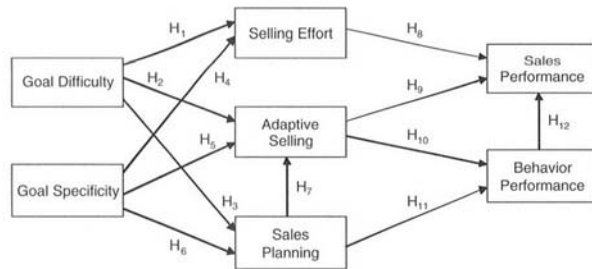 Goal Difficulty
Goal Specificity
H1
H2
H4
H5
H3
H6
Selling Effort
Adaptive
Selling
H7
Sales
Planning
H8
H9
H10
H11
Sales
Performance
H12
Behavior
Performance